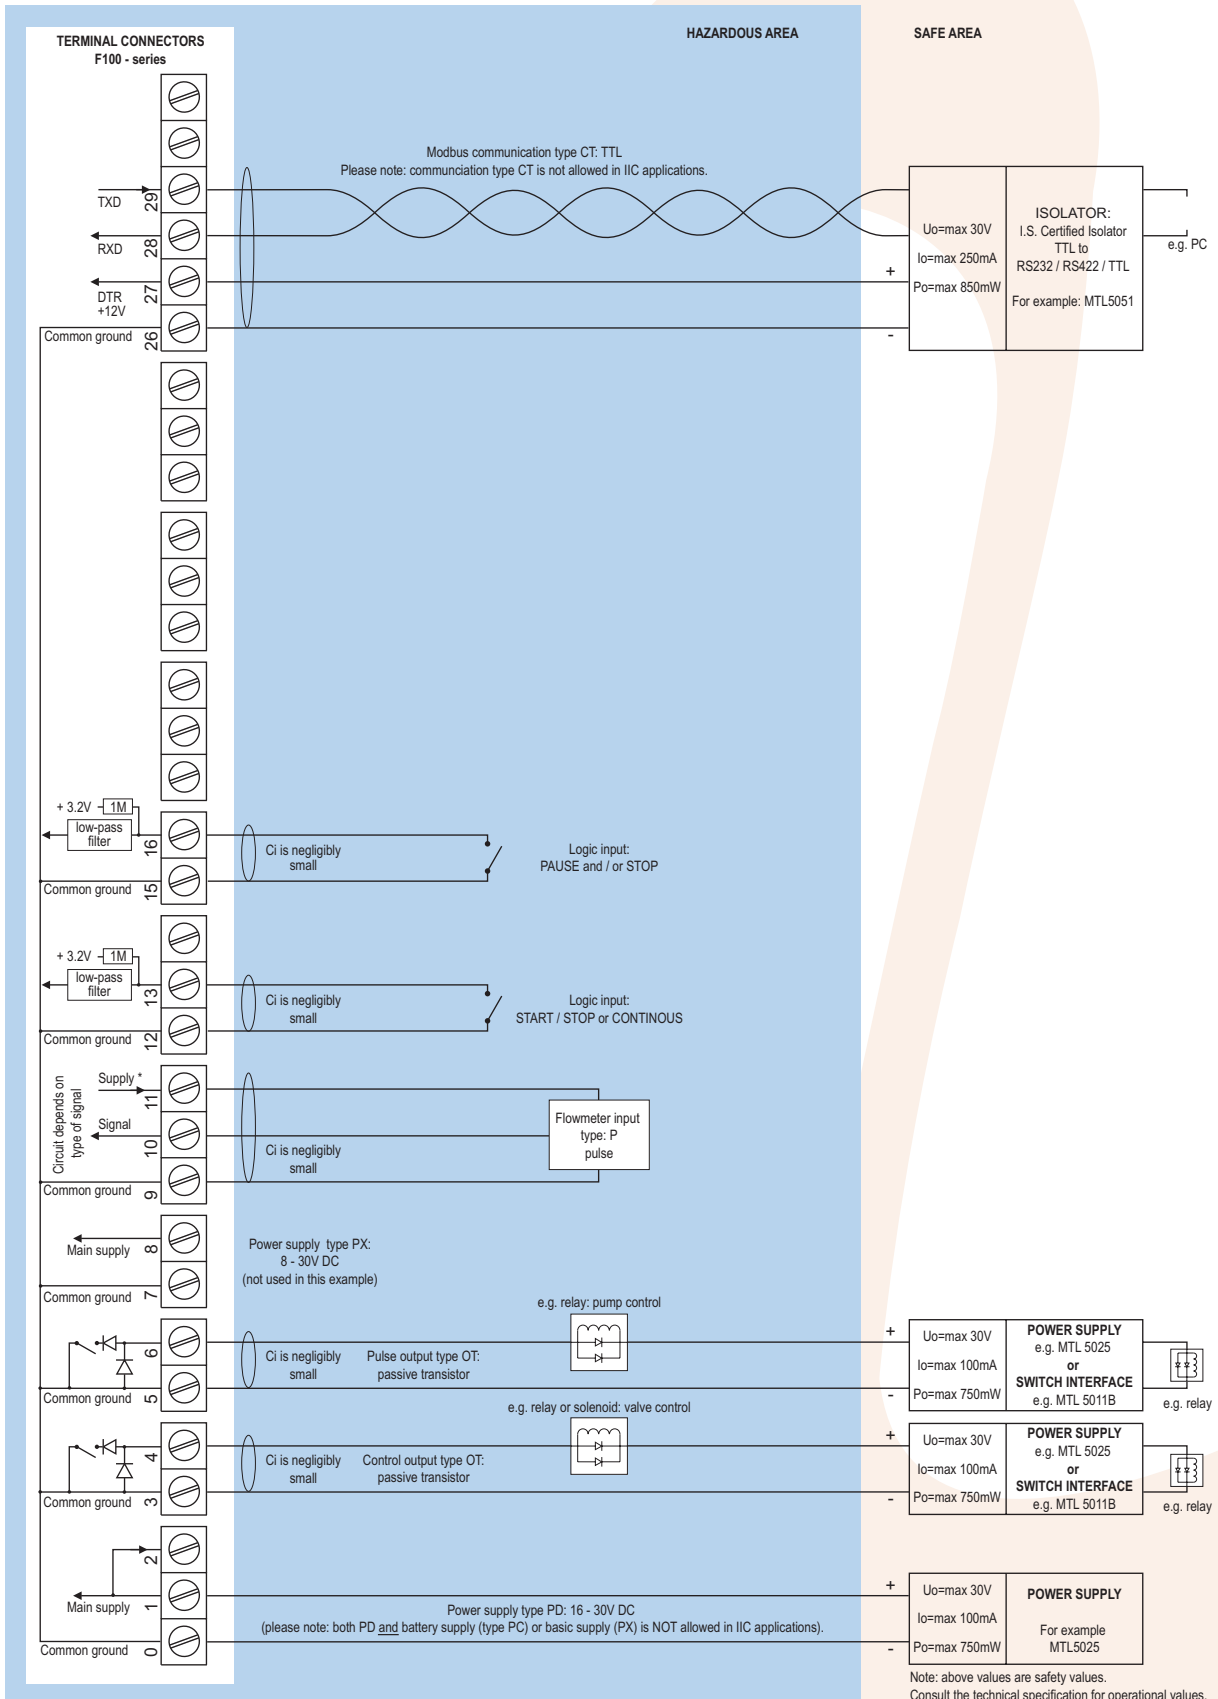 HAZARDOUS AREA
SAFE AREA
TERMINAL CONNECTORS
F100 - series
Modbus communication type CT: TTL
Please note: communciation type CT is not allowed in IIC applications.
TXD
29
RXD
28
DTR
+12V
27
Common ground
26
+
-
Uo=max 30V
Io=max 250mA
Po=max 850mW
ISOLATOR:
I.S. Certified Isolator
TTL to
RS232 / RS422 / TTL
For example: MTL5051
e.g. PC
+ 3.2V
1M
low-pass
filter
16
Common ground
15
Ci is negligibly
small
Logic input:
PAUSE and / or STOP
+ 3.2V
1M
low-pass
filter
13
Common ground
12
Ci is negligibly
small
Logic input:
START / STOP or CONTINOUS
Circuit depends on
type of signal
Supply *
11
Signal
10
Common ground
9
Ci is negligibly
small
Flowmeter input
type: P
pulse
Main supply
8
Common ground
7
Power supply type PX:
8 - 30V DC
(not used in this example)
e.g. relay: pump control
6
Common ground
5
Ci is negligibly
small
Pulse output type OT:
passive transistor
+
-
Uo=max 30V
Io=max 100mA
Po=max 750mW
POWER SUPPLY
e.g. MTL 5025
or
SWITCH INTERFACE
e.g. MTL 5011B
e.g. relay
e.g. relay or solenoid: valve control
4
Common ground
3
Ci is negligibly
small
Control output type OT:
passive transistor
+
-
Uo=max 30V
Io=max 100mA
Po=max 750mW
POWER SUPPLY
e.g. MTL 5025
or
SWITCH INTERFACE
e.g. MTL 5011B
e.g. relay
2
Main supply
1
Common ground
0
Power supply type PD: 16 - 30V DC
(please note: both PD and battery supply (type PC) or basic supply (PX) is NOT allowed in IIC applications).
+
-
Uo=max 30V
Io=max 100mA
Po=max 750mW
POWER SUPPLY
For example
MTL5025
Note: above values are safety values.
Consult the technical specification for operational values.